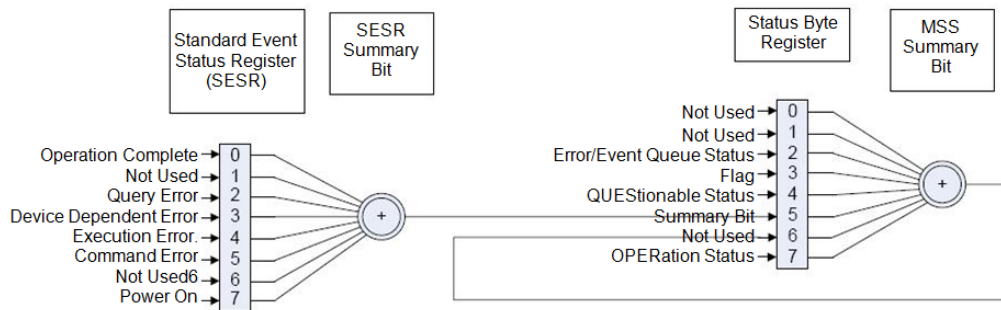 Standard Event
Status Register
(SESR)
SESR
Summary
Bit
Status Byte
Register
MSS
Summary
Bit
Operation Complete
0
Not Used
1
Query Error
2
Device Dependent Error
3
Execution Error.
4
Command Error
5
Not Used6
6
Power On
7
+
Not Used
0
Not Used
1
Error/Event Queue Status
2
Flag
3
QUEStionable Status
4
Summary Bit
5
Not Used
6
OPERation Status
7
+